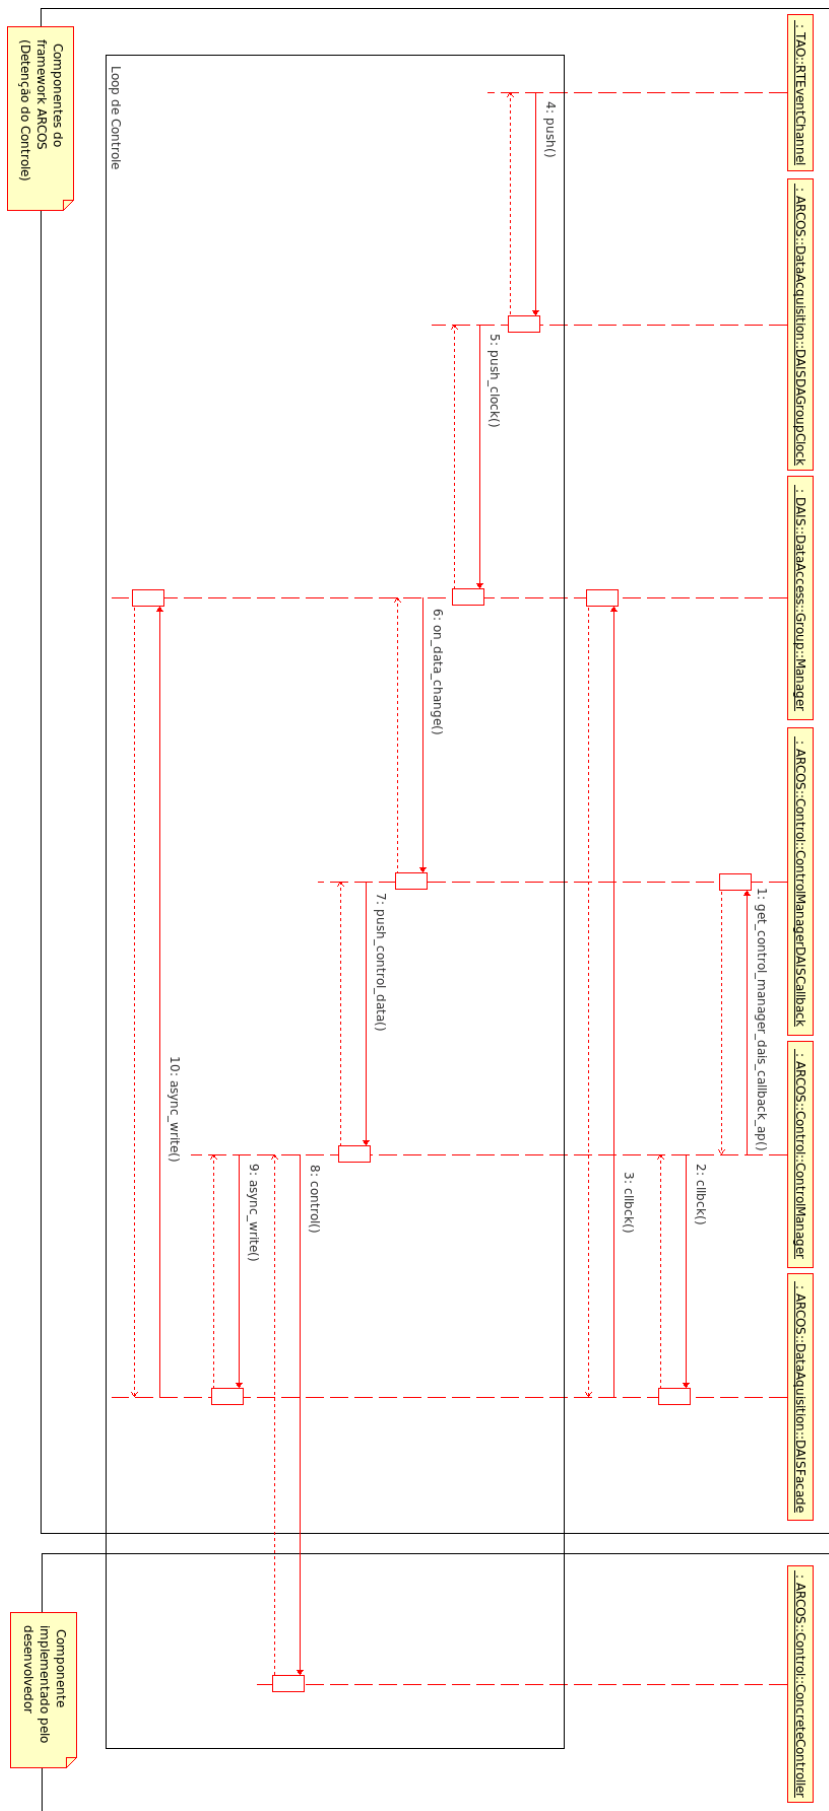 : TAO::RTEventChannel
: ARCOS::DataAcquisition::DAISDAGroupClock
: DAIS::DataAccess::Group::Manager
: ARCOS::Control::ControlManagerDAISCallback
: ARCOS::Control::ControlManager
: ARCOS::DataAquisition::DAISFacade
: ARCOS::Control::ConcreteController
1: get_control_manager_dais_callback_ap()
2: cllbck()
3: cllbck()
Loop de Controle
4: push()
5: push_clock()
6: on_data_change()
7: push_control_data()
8: control()
9: async_write()
10: async_write()
Componentes do
framework ARCOS
(Detenção do Controle)
Componente
implementado pelo
desenvolvedor